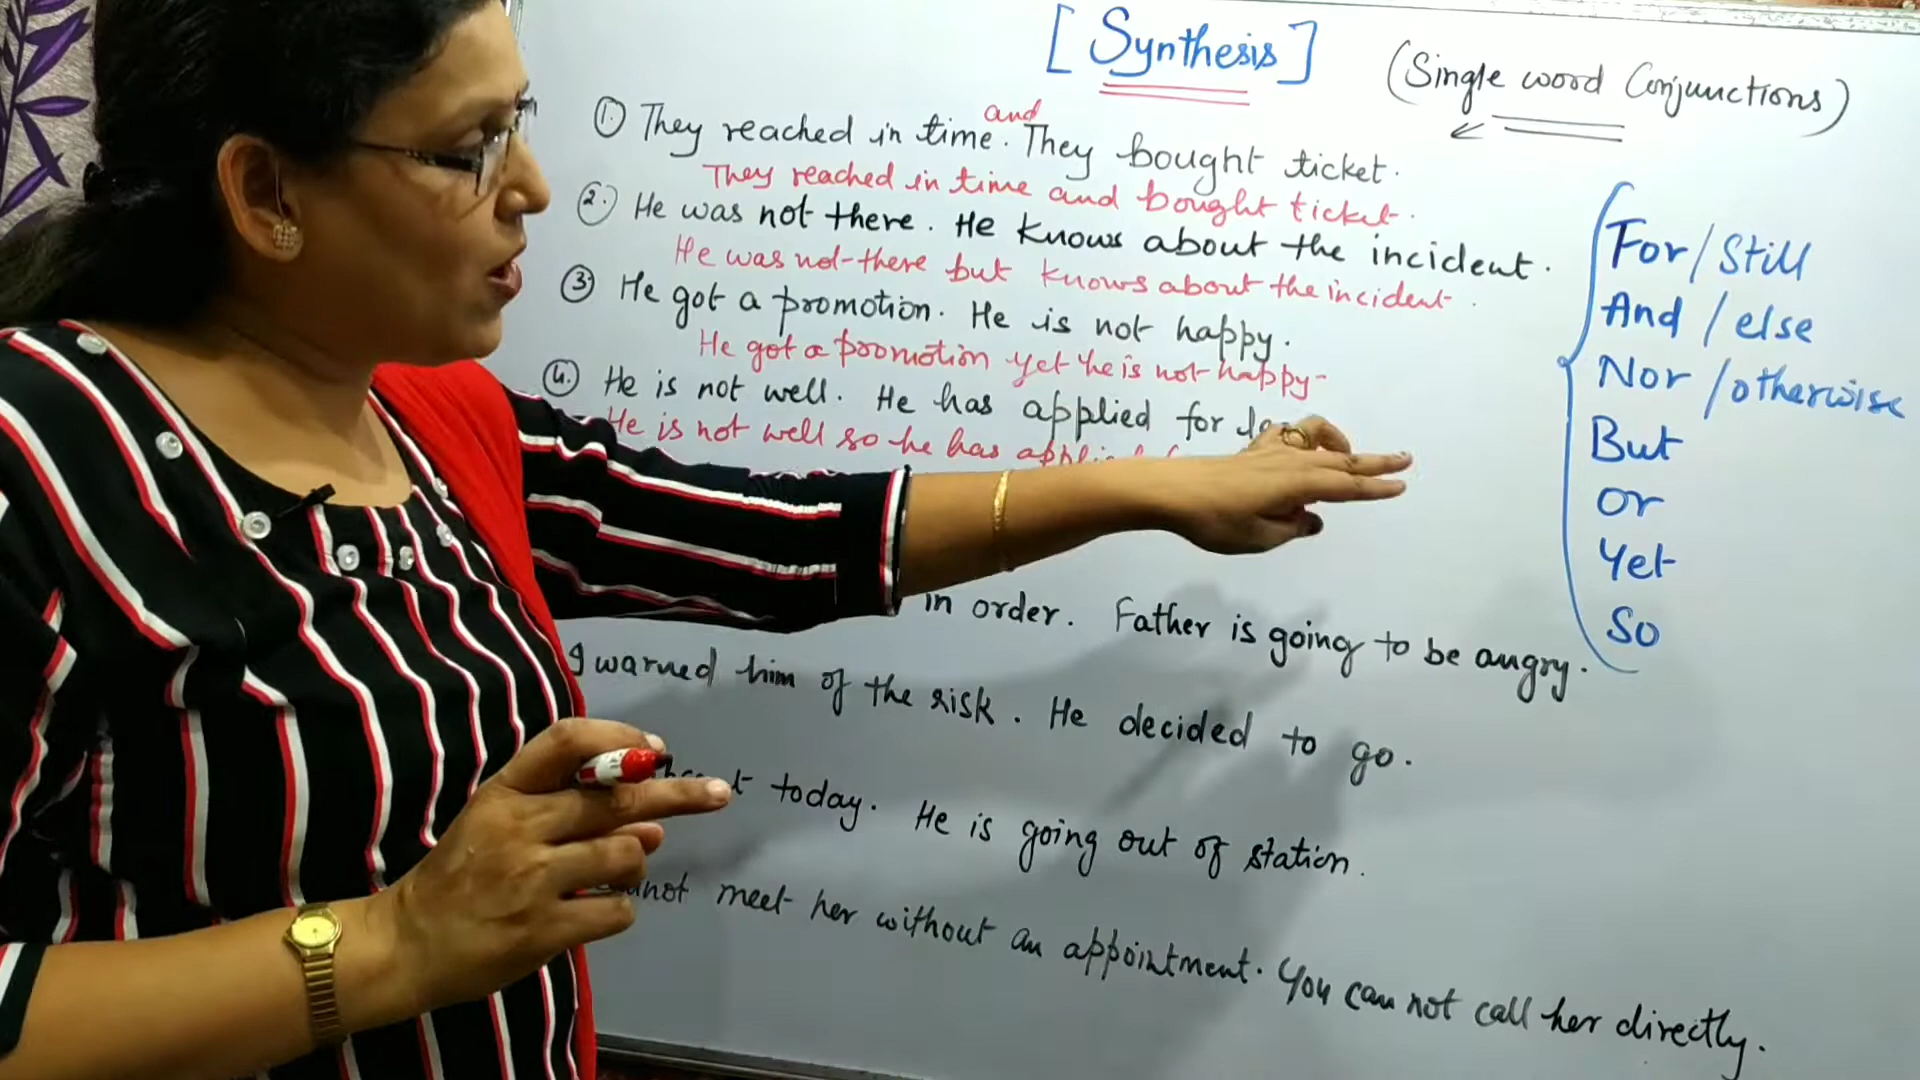 [ Synthesis ]
(Single word Conjunctions)
and
1. They reached in time. They bought ticket.
They reached in time and bought ticket.
2. He was not there. He knows about the incident.
He was not there but knows about the incident.
3. He got a promotion. He is not happy.
He got a promotion yet he is not happy.
4. He is not well. He has applied for
He is not well so he has applied
in order. Father is going to be angry.
I warned him of the risk. He decided to go.
today. He is going out of station.
meet her without an appointment. You can not call her directly.
For / Still
And / else
Nor / otherwise
But
or
Yet
So